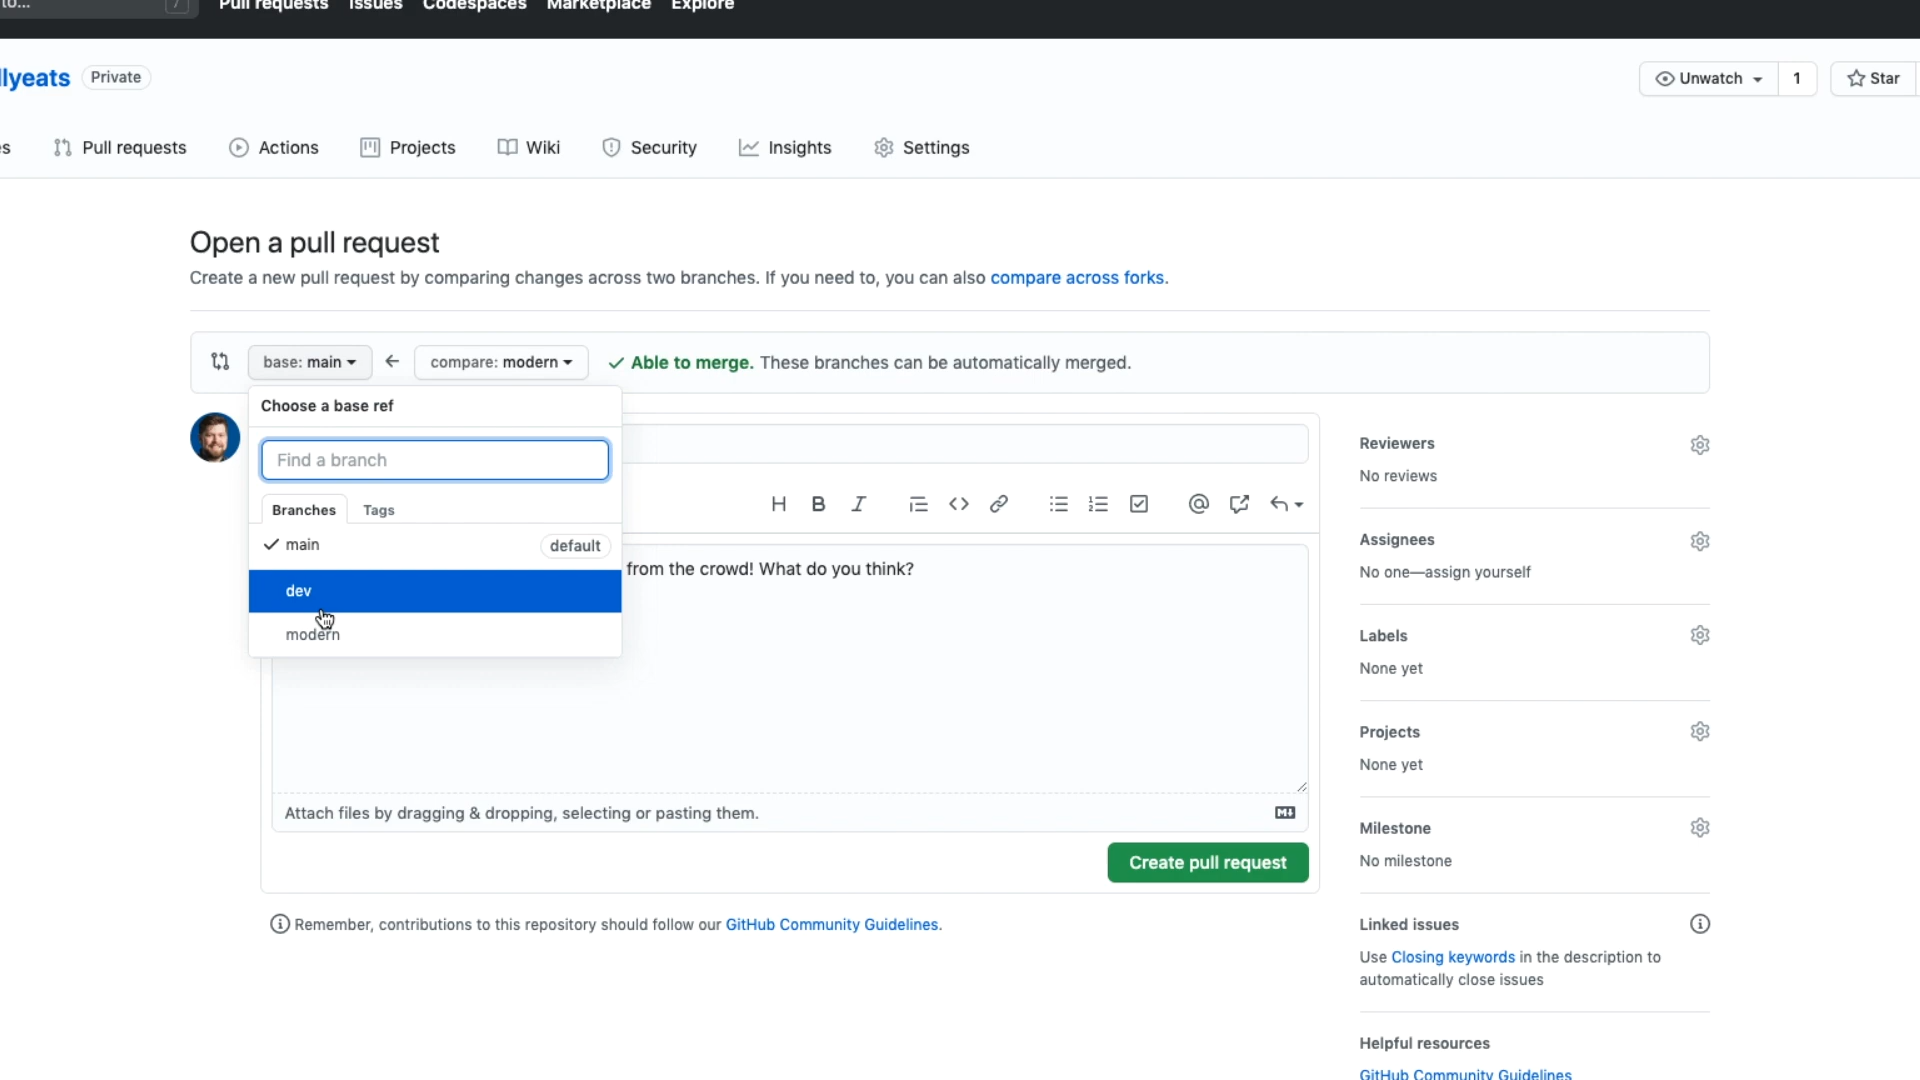 to... / Pull requests Issues Codespaces Marketplace Explore
llyeats Private
Unwatch 1 Star
Pull requests Actions Projects Wiki Security Insights Settings
Open a pull request
Create a new pull request by comparing changes across two branches. If you need to, you can also compare across forks.
base: main ← compare: modern ✓ Able to merge. These branches can be automatically merged.
Choose a base ref
Find a branch
Branches Tags
✓ main default
dev
modern
H B I
from the crowd! What do you think?
Attach files by dragging & dropping, selecting or pasting them.
Create pull request
Remember, contributions to this repository should follow our GitHub Community Guidelines.
Reviewers
No reviews
Assignees
No one—assign yourself
Labels
None yet
Projects
None yet
Milestone
No milestone
Linked issues
Use Closing keywords in the description to
automatically close issues
Helpful resources
GitHub Community Guidelines